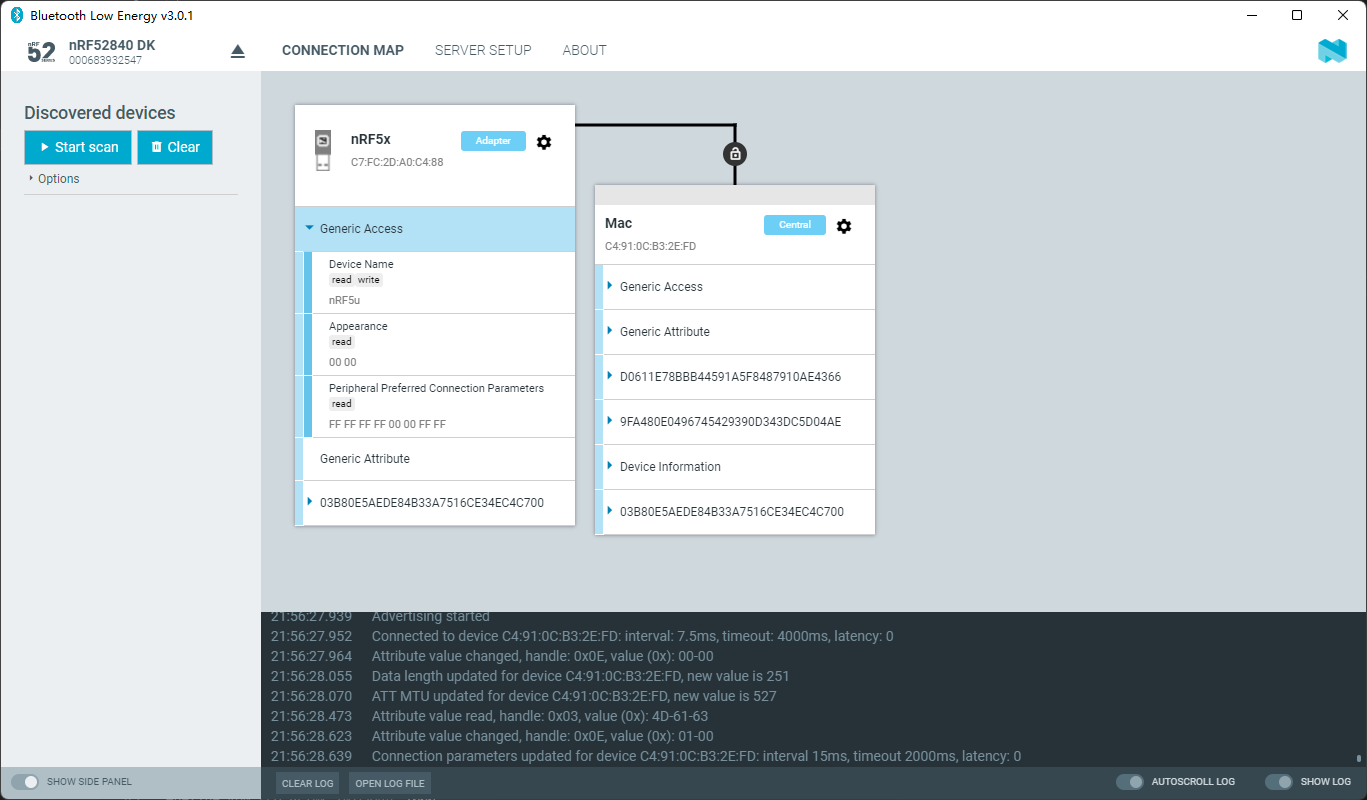 Bluetooth Low Energy v3.0.1
nRF
52
SERIES
nRF52840 DK
000683932547
CONNECTION MAP
SERVER SETUP
ABOUT
Discovered devices
Start scan
Clear
Options
nRF5x
Adapter
C7:FC:2D:A0:C4:88
Generic Access
Device Name
read write
nRF5u
Appearance
read
00 00
Peripheral Preferred Connection Parameters
read
FF FF FF FF 00 00 FF FF
Generic Attribute
03B80E5AEDE84B33A7516CE34EC4C700
Mac
Central
C4:91:0C:B3:2E:FD
Generic Access
Generic Attribute
D0611E78BBB44591A5F8487910AE4366
9FA480E0496745429390D343DC5D04AE
Device Information
03B80E5AEDE84B33A7516CE34EC4C700
21:56:27.939 Advertising started
21:56:27.952 Connected to device C4:91:0C:B3:2E:FD: interval: 7.5ms, timeout: 4000ms, latency: 0
21:56:27.964 Attribute value changed, handle: 0x0E, value (0x): 00-00
21:56:28.055 Data length updated for device C4:91:0C:B3:2E:FD, new value is 251
21:56:28.070 ATT MTU updated for device C4:91:0C:B3:2E:FD, new value is 527
21:56:28.473 Attribute value read, handle: 0x03, value (0x): 4D-61-63
21:56:28.623 Attribute value changed, handle: 0x0E, value (0x): 01-00
21:56:28.639 Connection parameters updated for device C4:91:0C:B3:2E:FD: interval 15ms, timeout 2000ms, latency: 0
SHOW SIDE PANEL
CLEAR LOG
OPEN LOG FILE
AUTOSCROLL LOG
SHOW LOG